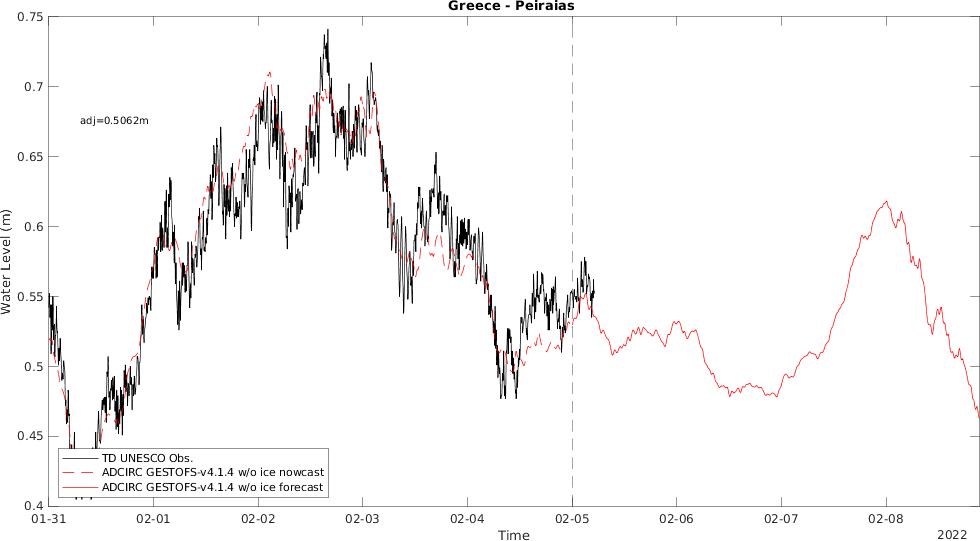 Greece - Peiraias
0.75
0.7
0.65
0.6
0.55
0.5
0.45
0.4
Water Level (m)
adj=0.5062m
TD UNESCO Obs.
ADCIRC GESTOFS-v4.1.4 w/o ice nowcast
ADCIRC GESTOFS-v4.1.4 w/o ice forecast
01-31 02-01 02-02 02-03 02-04 02-05 02-06 02-07 02-08
Time
2022